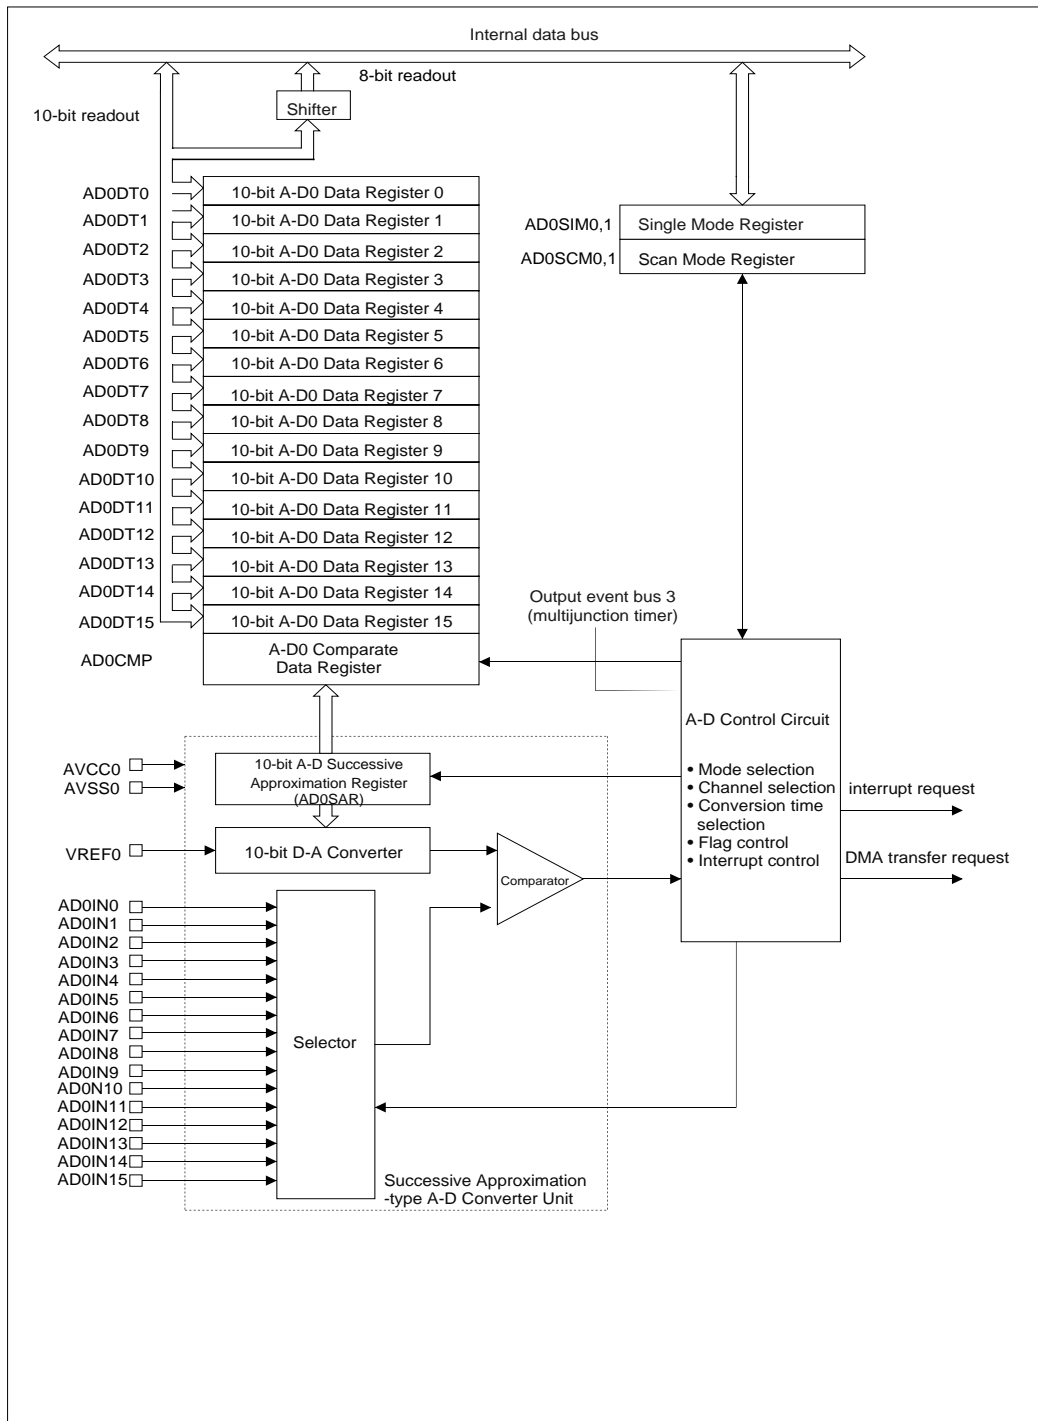 Internal data bus
8-bit readout
Shifter
10-bit readout
AD0DT0 10-bit A-D0 Data Register 0
AD0DT1 10-bit A-D0 Data Register 1
AD0DT2 10-bit A-D0 Data Register 2
AD0DT3 10-bit A-D0 Data Register 3
AD0DT4 10-bit A-D0 Data Register 4
AD0DT5 10-bit A-D0 Data Register 5
AD0DT6 10-bit A-D0 Data Register 6
AD0DT7 10-bit A-D0 Data Register 7
AD0DT8 10-bit A-D0 Data Register 8
AD0DT9 10-bit A-D0 Data Register 9
AD0DT10 10-bit A-D0 Data Register 10
AD0DT11 10-bit A-D0 Data Register 11
AD0DT12 10-bit A-D0 Data Register 12
AD0DT13 10-bit A-D0 Data Register 13
AD0DT14 10-bit A-D0 Data Register 14
AD0DT15 10-bit A-D0 Data Register 15
AD0CMP
A-D0 Comparate
Data Register
AD0SIM0,1 Single Mode Register
AD0SCM0,1 Scan Mode Register
Output event bus 3
(multijunction timer)
A-D Control Circuit
• Mode selection
• Channel selection
• Conversion time
selection
• Flag control
• Interrupt control
interrupt request
DMA transfer request
AVCC0
AVSS0
10-bit A-D Successive
Approximation Register
(AD0SAR)
VREF0
10-bit D-A Converter
Comparator
AD0IN0
AD0IN1
AD0IN2
AD0IN3
AD0IN4
AD0IN5
AD0IN6
AD0IN7
AD0IN8
AD0IN9
AD0N10
AD0IN11
AD0IN12
AD0IN13
AD0IN14
AD0IN15
Selector
Successive Approximation
-type A-D Converter Unit